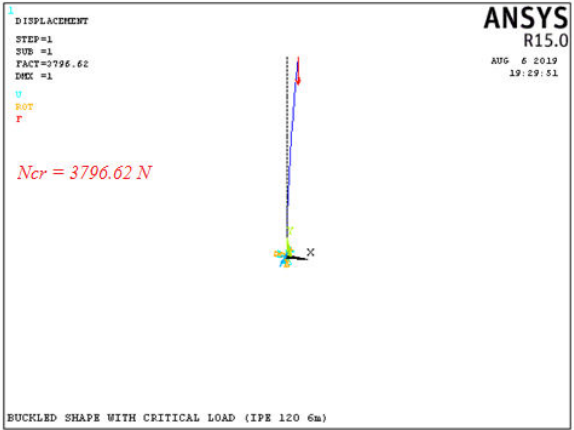 1
DISPLACEMENT
STEP=1
SUB =1
FACT=3796.62
DMX =1
U
ROT
F
ANSYS
R15.0
AUG 6 2019
19:29:51
Ncr = 3796.62 N
Y
X
BUCKLED SHAPE WITH CRITICAL LOAD (IPE 120 6m)